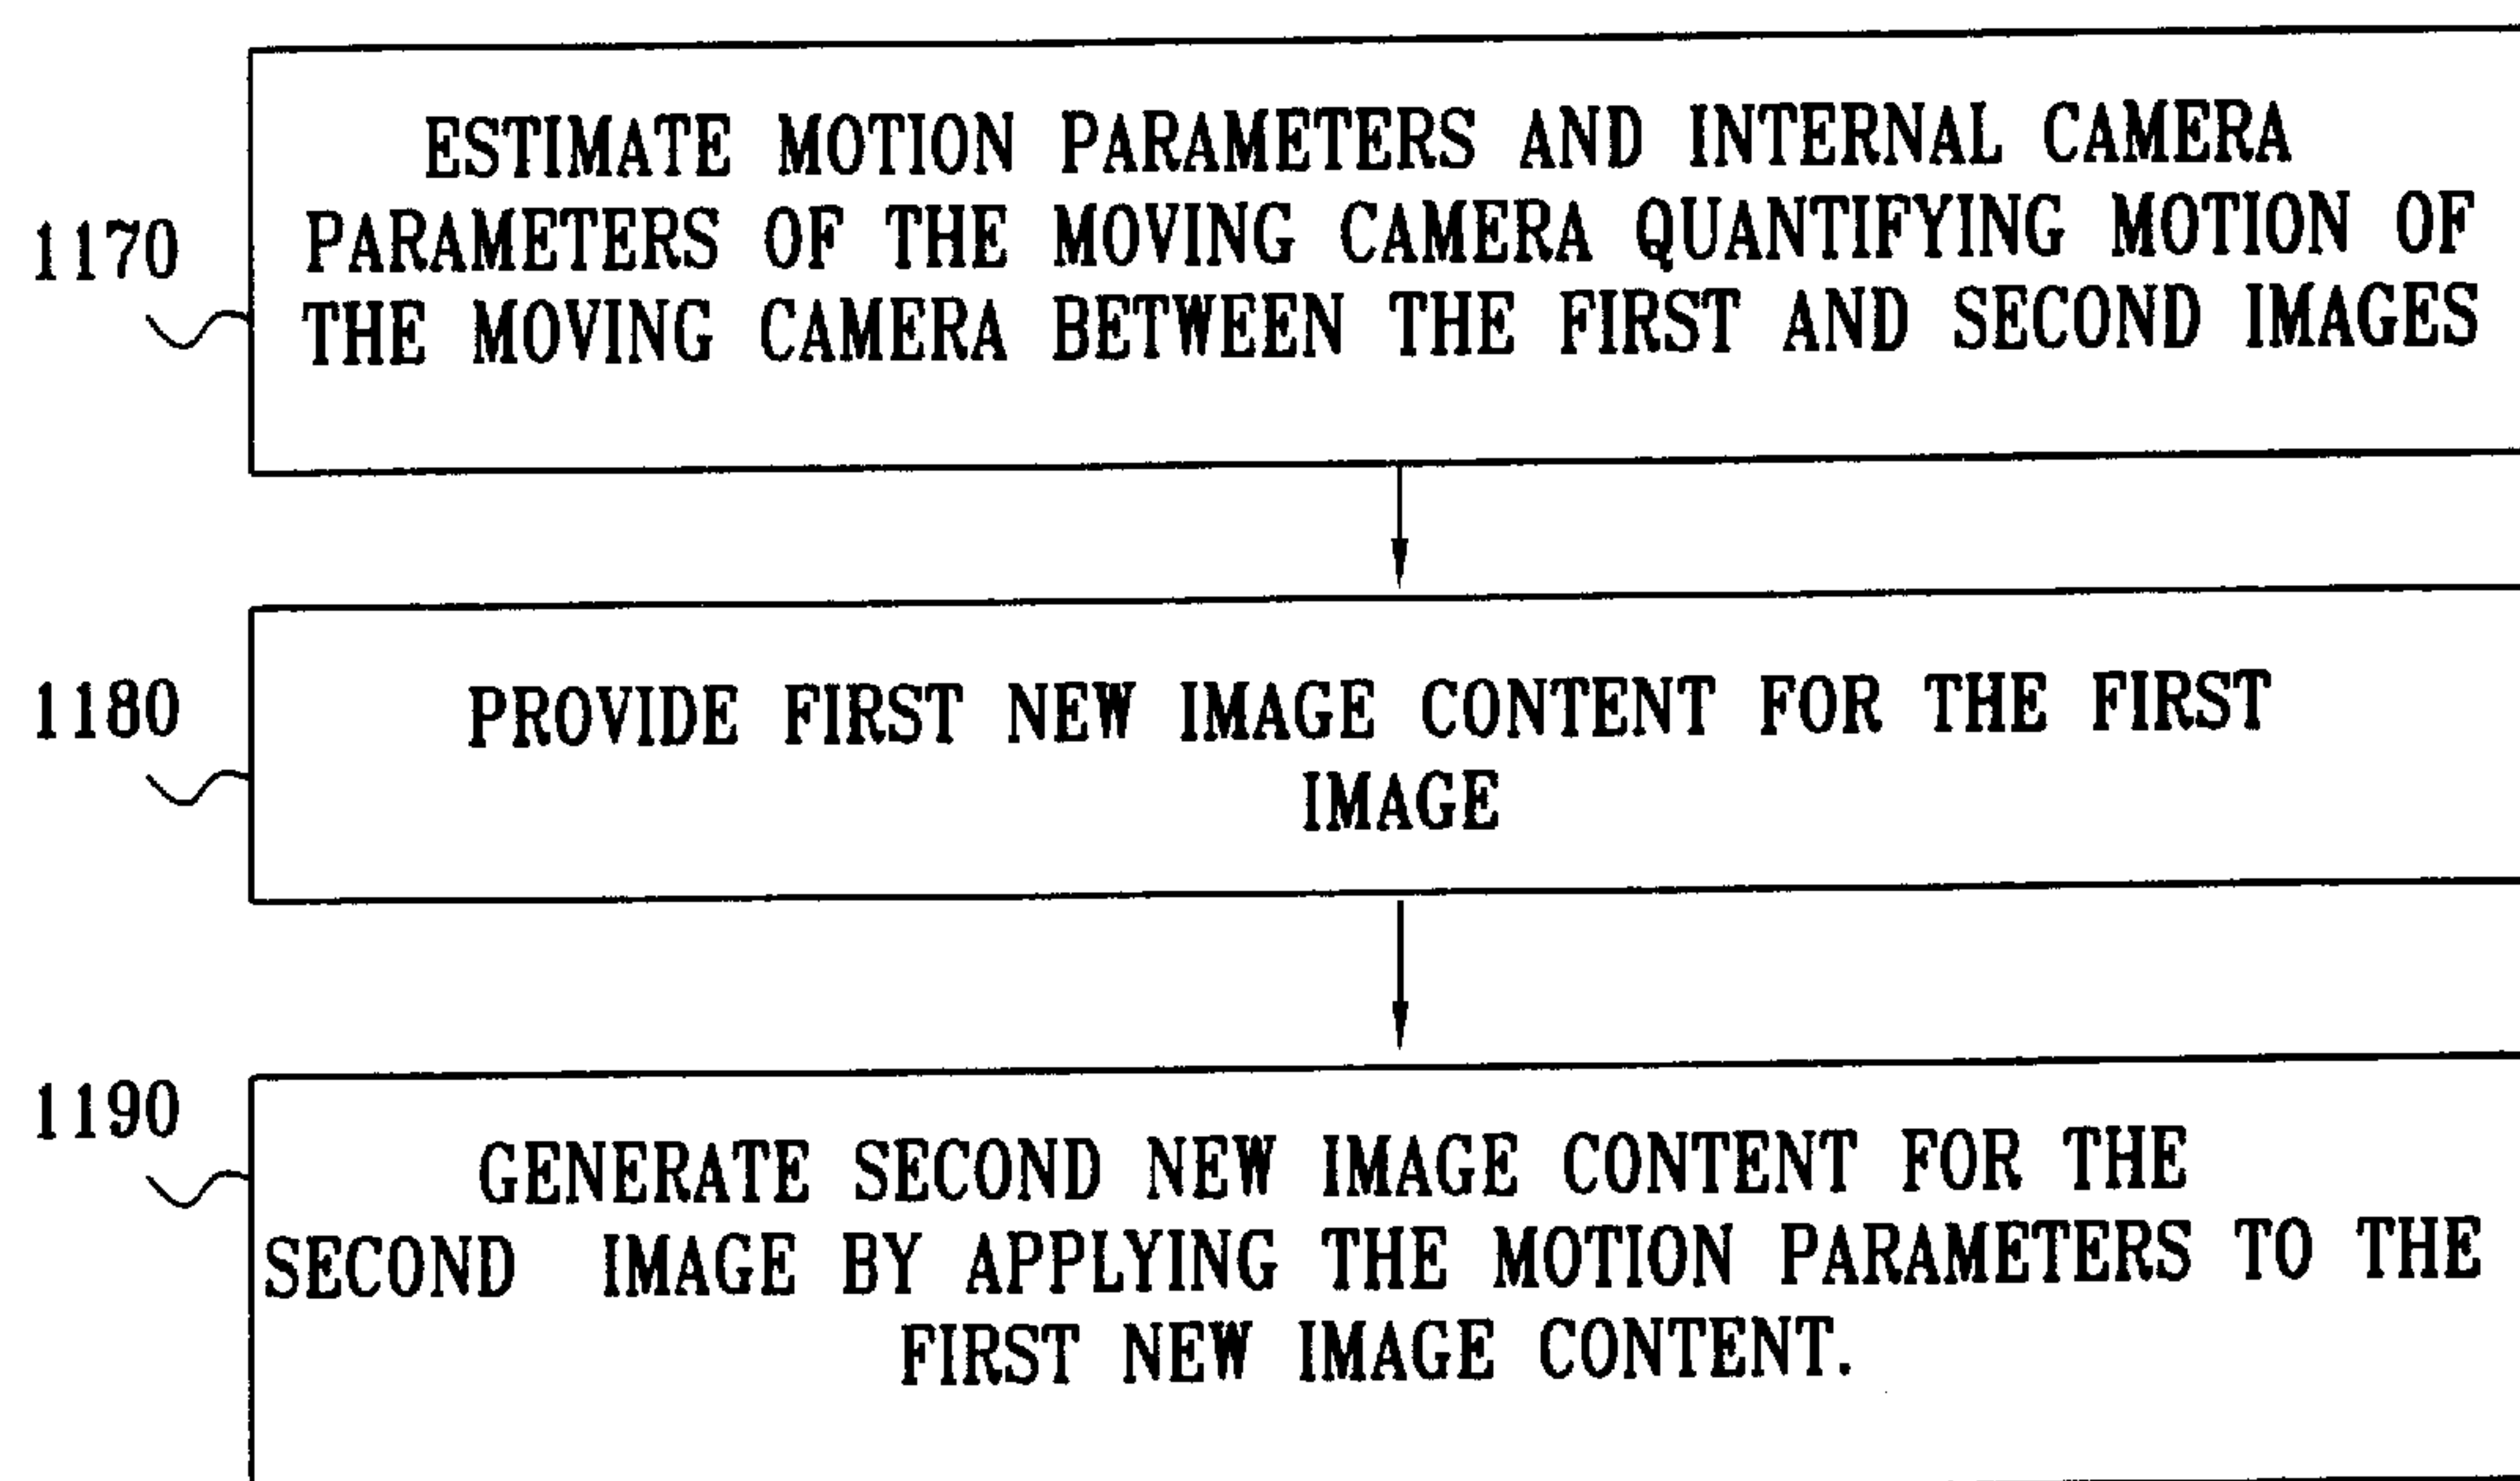 ESTIMATE MOTION PARAMETERS AND INTERNAL CAMERA
1170
PARAMETERS OF THE MOVING CAMERA QUANTIFYING MOTION OF
THE MOVING CAMERA BETWEEN THE FIRST AND SECOND IMAGES
1180
PROVIDE FIRST NEW IMAGE CONTENT FOR THE FIRST
IMAGE
1190
GENERATE SECOND NEW IMAGE CONTENT FOR THE
SECOND IMAGE BY APPLYING THE MOTION PARAMETERS TO THE
FIRST NEW IMAGE CONTENT.